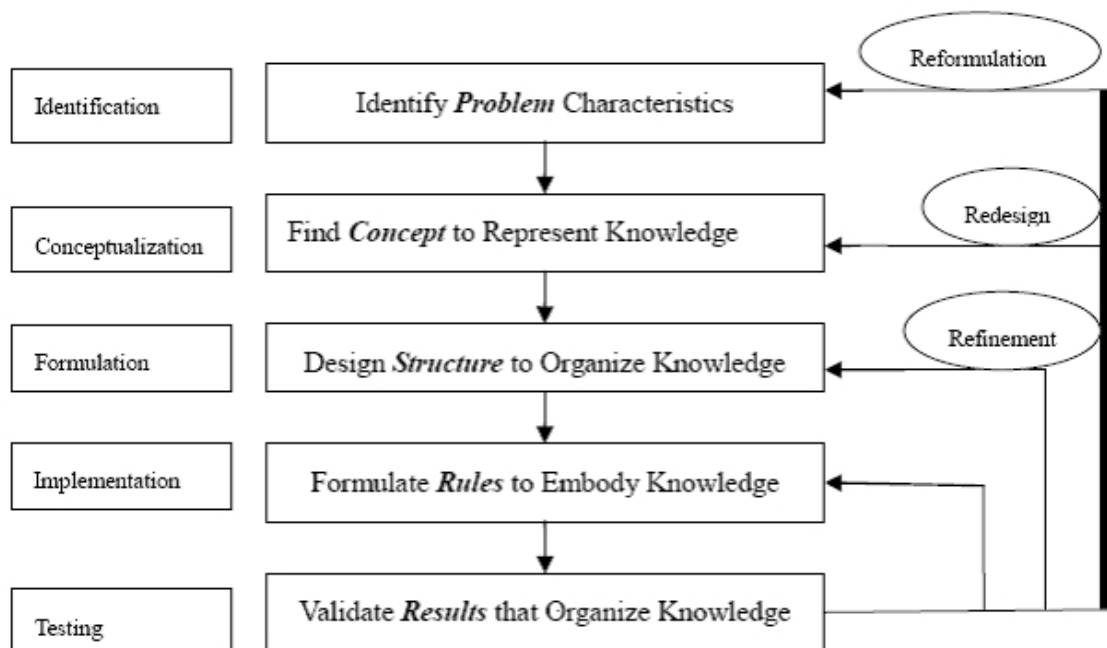 Reformulation
Identification
Identify Problem Characteristics
Redesign
Conceptualization
Find Concept to Represent Knowledge
Refinement
Formulation
Design Structure to Organize Knowledge
Implementation
Formulate Rules to Embody Knowledge
Testing
Validate Results that Organize Knowledge